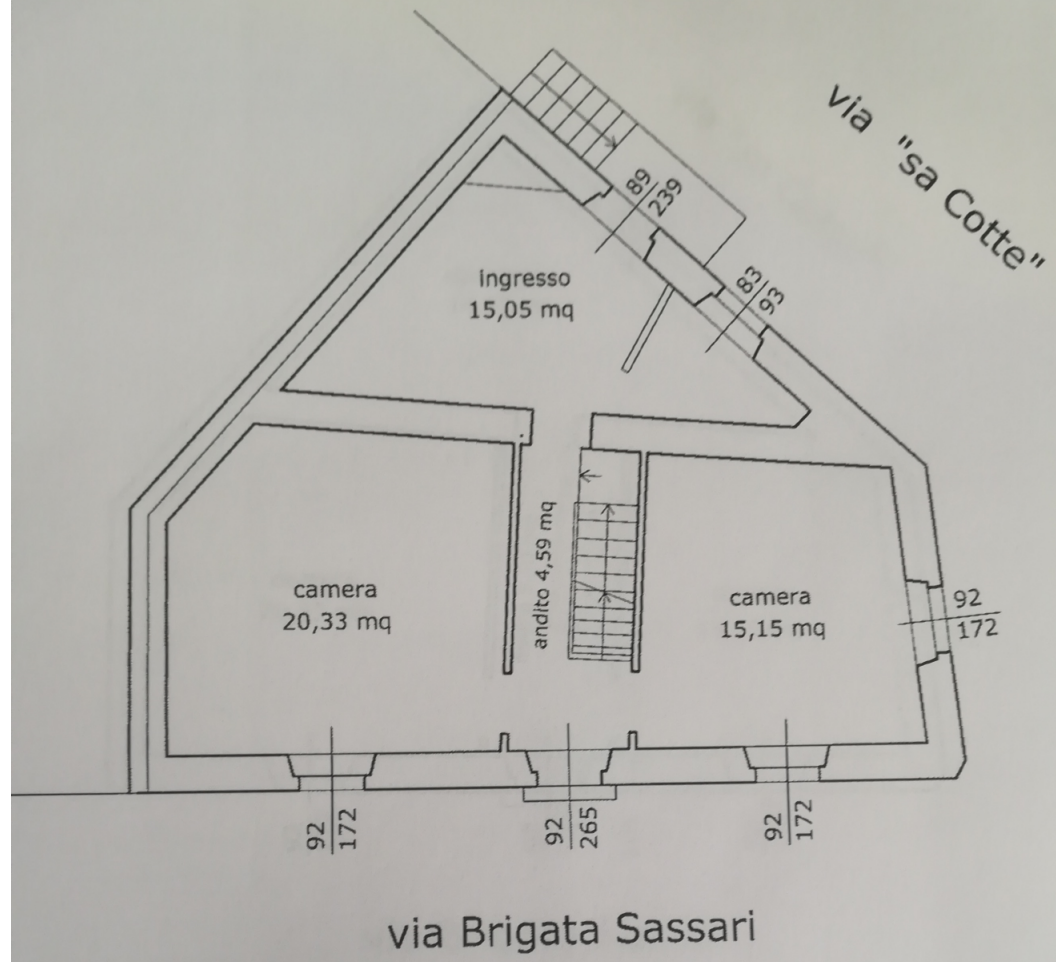 via "sa Cotte"
89
239
83
93
ingresso
15,05 mq
andito 4,59 mq
camera
20,33 mq
camera
15,15 mq
92
172
92
172
92
265
92
172
via Brigata Sassari